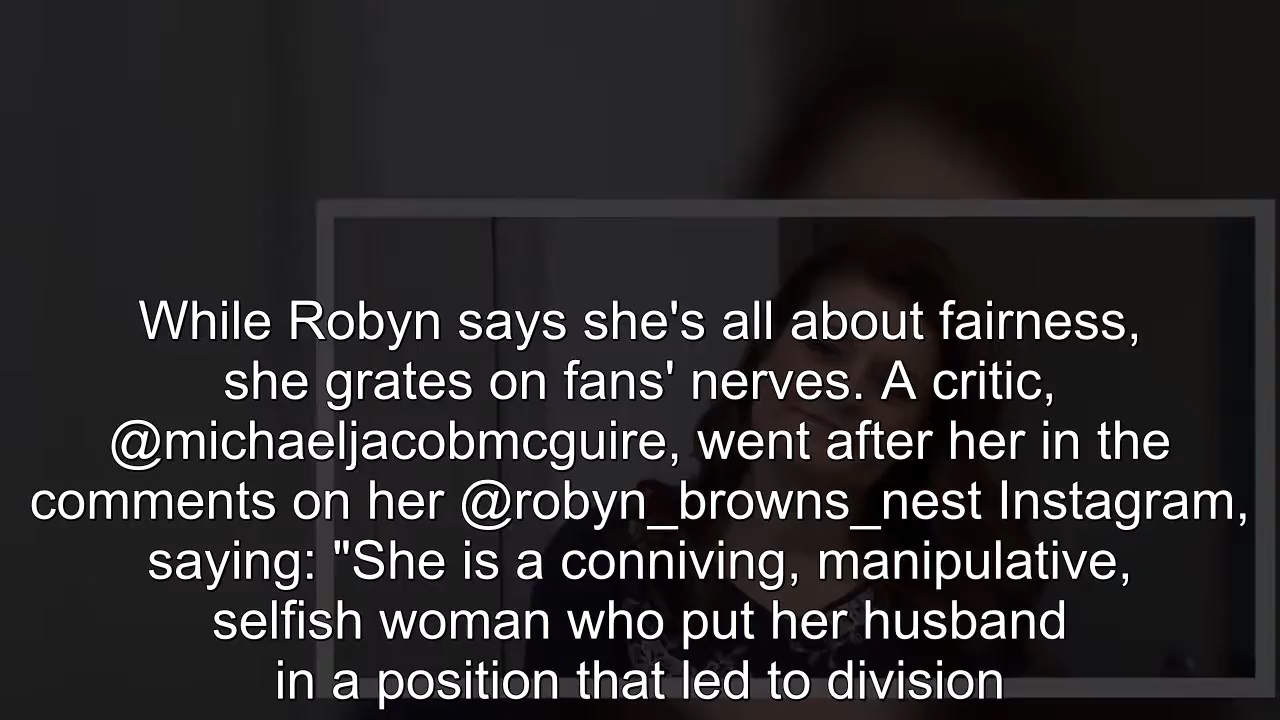 While Robyn says she's all about fairness,
she grates on fans' nerves. A critic,
@michaeljacobmcguire, went after her in the
comments on her @robyn_browns_nest Instagram,
saying: "She is a conniving, manipulative,
selfish woman who put her husband
in a position that led to division